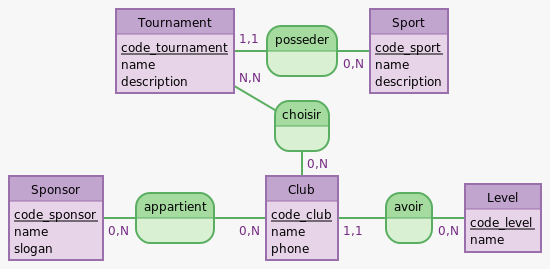 Tournament
code_tournament
name
description
1,1
posseder
0,N
Sport
code_sport
name
description
N,N
choisir
0,N
Sponsor
code_sponsor
name
slogan
0,N
appartient
0,N
Club
code_club
name
phone
1,1
avoir
0,N
Level
code_level
name